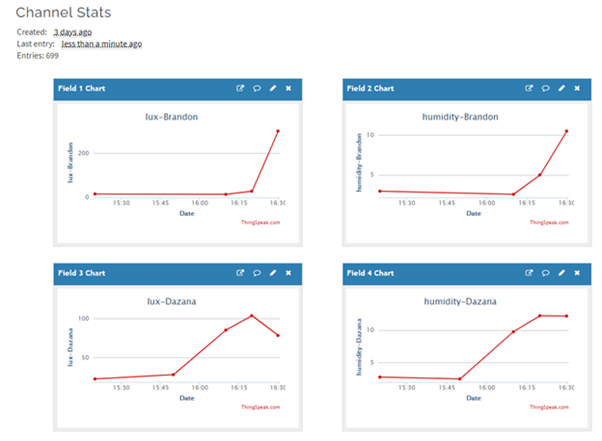 Channel Stats
Created: 3 days ago
Last entry: less than a minute ago
Entries: 699
Field 1 Chart
lux-Brandon
lux-Brandon
200
0
15:30 15:45 16:00 16:15 16:30
Date
ThingSpeak.com
Field 2 Chart
humidity-Brandon
humidity-Brandon
10
5
15:30 15:45 16:00 16:15 16:30
Date
ThingSpeak.com
Field 3 Chart
lux-Dazana
lux-Dazana
100
50
15:30 15:45 16:00 16:15 16:30
Date
ThingSpeak.com
Field 4 Chart
humidity-Dazana
humidity-Dazana
10
5
15:30 15:45 16:00 16:15 16:30
Date
ThingSpeak.com